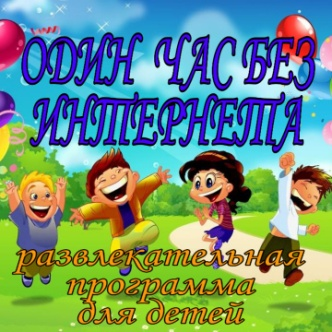 ОДИН ЧАС БЕЗ
ИНТЕРНЕТА
развлекательная
программа
для детей